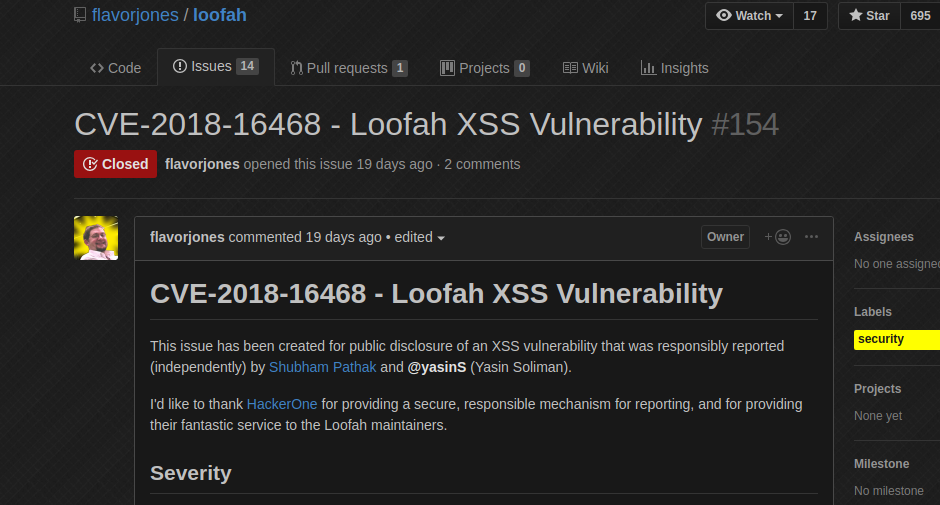 flavorjones / loofah
Watch 17 Star 695
Code Issues 14 Pull requests 1 Projects 0 Wiki Insights
CVE-2018-16468 - Loofah XSS Vulnerability #154
Closed flavorjones opened this issue 19 days ago · 2 comments
flavorjones commented 19 days ago • edited Owner
Assignees
No one assigned
CVE-2018-16468 - Loofah XSS Vulnerability
Labels
security
This issue has been created for public disclosure of an XSS vulnerability that was responsibly reported
(independently) by Shubham Pathak and @yasinS (Yasin Soliman).
Projects
None yet
I'd like to thank HackerOne for providing a secure, responsible mechanism for reporting, and for providing
their fantastic service to the Loofah maintainers.
Milestone
No milestone
Severity